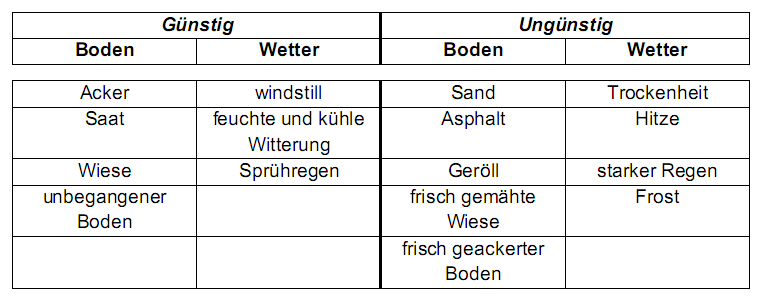 Günstig Ungünstig
Boden Wetter Boden Wetter
Acker windstill Sand Trockenheit
Saat feuchte und kühle Asphalt Hitze
Witterung
Wiese Sprühregen Geröll starker Regen
unbegangener frisch gemähte Frost
Boden Wiese
frisch geackerter
Boden